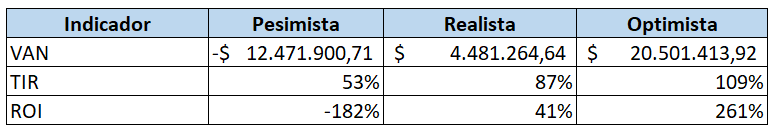 Indicador Pesimista Realista Optimista
VAN -$ 12.471.900,71 $ 4.481.264,64 $ 20.501.413,92
TIR 53% 87% 109%
ROI -182% 41% 261%